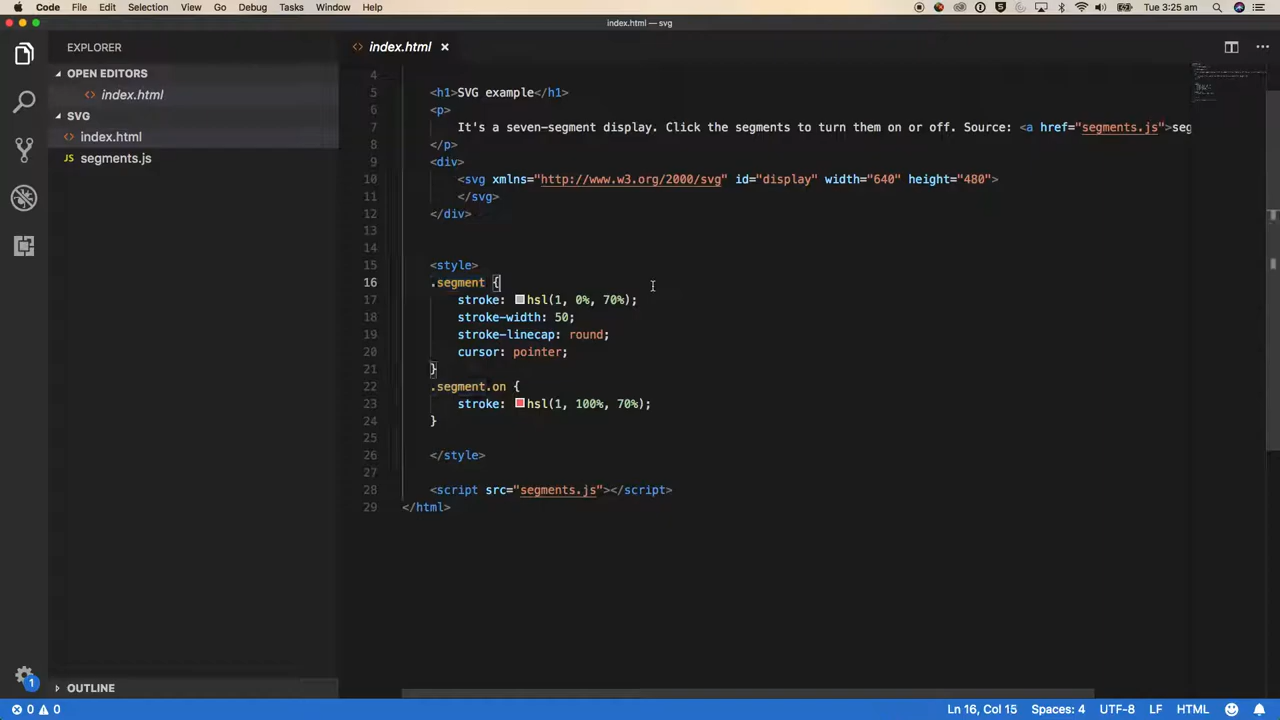 Code File Edit Selection View Go Debug Tasks Window Help Tue 3:25 am
index.html — svg
EXPLORER
index.html
OPEN EDITORS
index.html
SVG
index.html
JS segments.js
OUTLINE
4
5 <h1>SVG example</h1>
6 <p>
7 It's a seven-segment display. Click the segments to turn them on or off. Source: <a href="segments.js">seg
8 </p>
9 <div>
10 <svg xmlns="http://www.w3.org/2000/svg" id="display" width="640" height="480">
11 </svg>
12 </div>
13
14
15 <style>
16 .segment {
17 stroke: hsl(1, 0%, 70%);
18 stroke-width: 50;
19 stroke-linecap: round;
20 cursor: pointer;
21 }
22 .segment.on {
23 stroke: hsl(1, 100%, 70%);
24 }
25
26 </style>
27
28 <script src="segments.js"></script>
29 </html>
1
0 0 Ln 16, Col 15 Spaces: 4 UTF-8 LF HTML